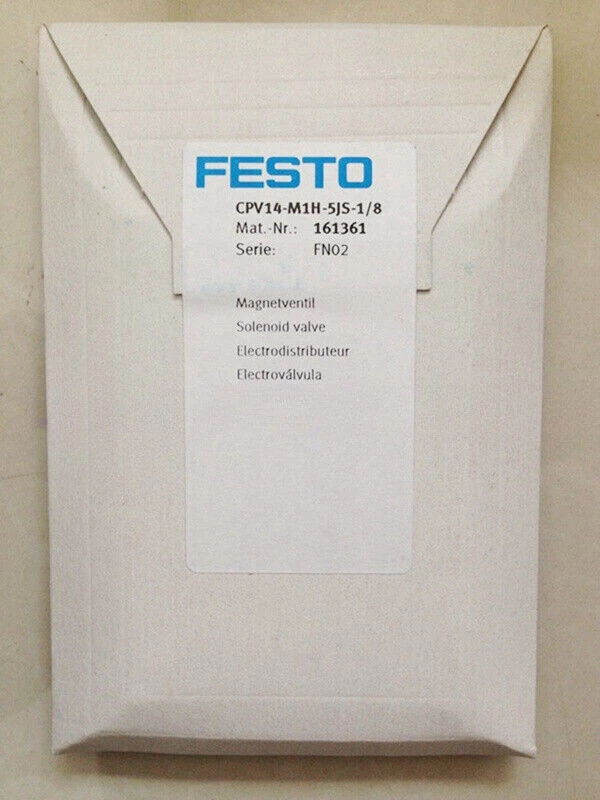 FESTO
CPV14-M1H-5JS-1/8
Mat.-Nr.: 161361
Serie: FN02
Magnetventil
Solenoid valve
Electrodistributeur
Electroválvula